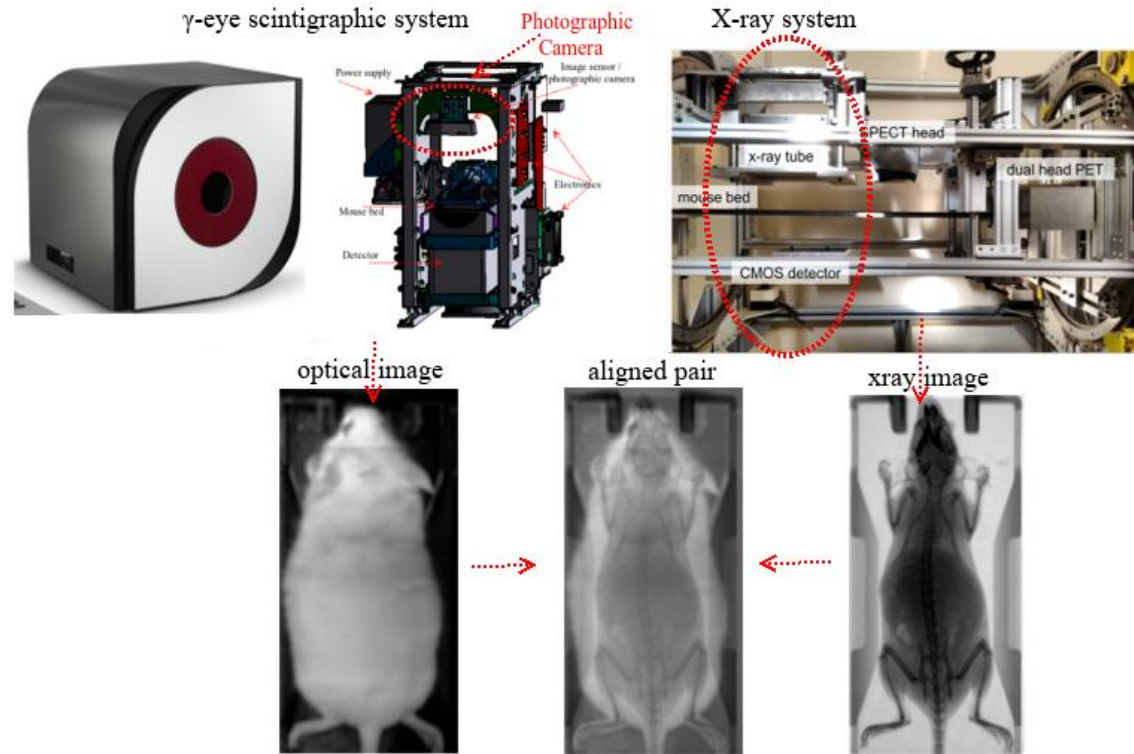 γ-eye scintigraphic system
Photographic
Camera
X-ray system
Power supply
Image sensor /
photographic camera
Electronics
Mouse bed
Detector
PECT head
x-ray tube
dual head PET
mouse bed
CMOS detector
optical image
aligned pair
xray image